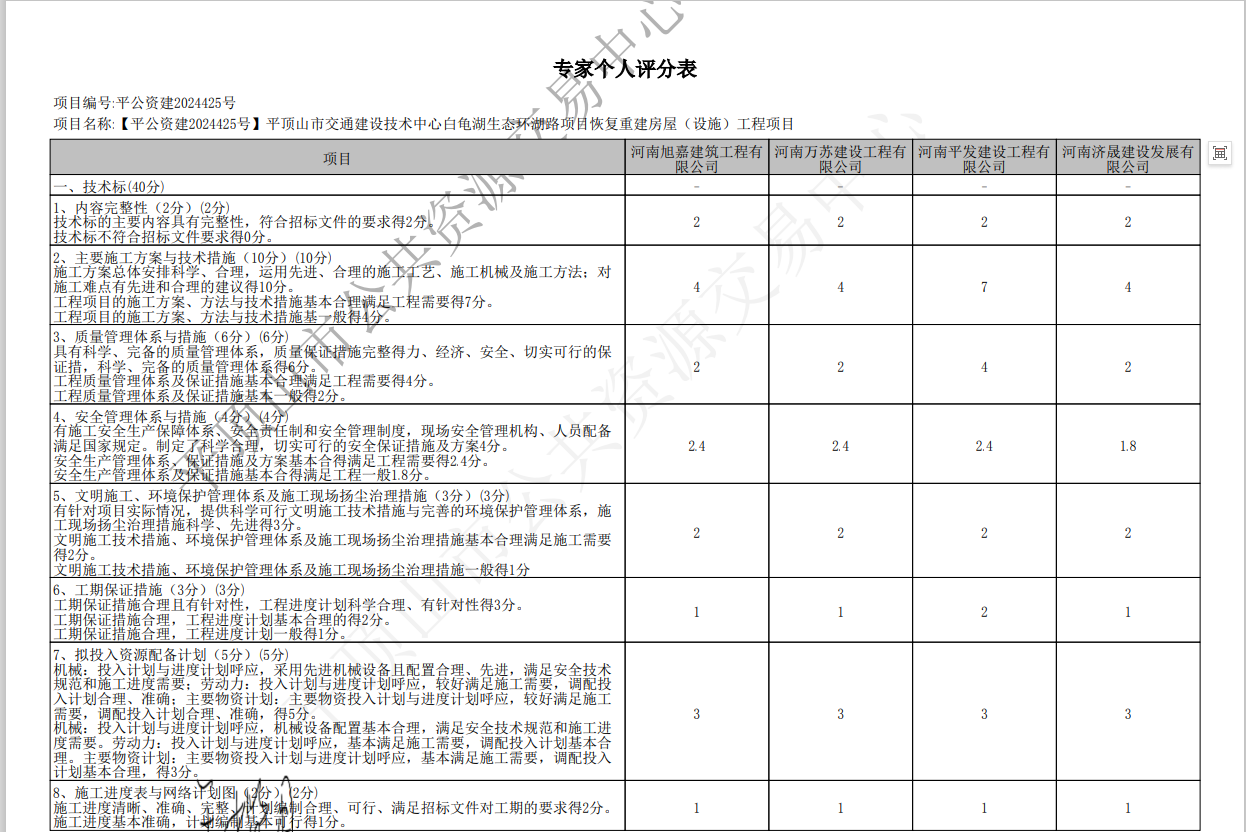 专家个人评分表
项目编号:平公资建2024425号
项目名称:【平公资建2024425号】平顶山市交通建设技术中心白龟湖生态环湖路项目恢复重建房屋(设施)工程项目
项目
河南旭嘉建筑工程有
限公司
河南万苏建设工程有
限公司
河南平发建设工程有
限公司
河南济晟建设发展有
限公司
一、技术标(40分)
-
-
-
-
1、内容完整性(2分)(2分)
技术标的主要内容具有完整性,符合招标文件的要求得2分。
技术标不符合招标文件要求得0分。
2
2
2
2
2、主要施工方案与技术措施(10分)(10分)
施工方案总体安排科学、合理,运用先进、合理的施工工艺、施工机械及施工方法;对
施工难点有先进和合理的建议得10分。
工程项目的施工方案、方法与技术措施基本合理满足工程需要得7分。
工程项目的施工方案、方法与技术措施基一般得4分。
4
4
7
4
3、质量管理体系与措施(6分)(6分)
具有科学、完备的质量管理体系,质量保证措施完整得力、经济、安全、切实可行的保
证措,科学、完备的质量管理体系得6分。
工程质量管理体系及保证措施基本合理满足工程需要得4分。
工程质量管理体系及保证措施基本一般得2分。
2
2
4
2
4、安全管理体系与措施(4分)(4分)
有施工安全生产保障体系、安全责任制和安全管理制度,现场安全管理机构、人员配备
满足国家规定。制定了科学合理,切实可行的安全保证措施及方案4分。
安全生产管理体系、保证措施及方案基本合得满足工程需要得2.4分。
安全生产管理体系及保证措施基本合得满足工程一般1.8分。
2.4
2.4
2.4
1.8
5、文明施工、环境保护管理体系及施工现场扬尘治理措施(3分)(3分)
有针对项目实际情况,提供科学可行文明施工技术措施与完善的环境保护管理体系,施
工现场扬尘治理措施科学、先进得3分。
文明施工技术措施、环境保护管理体系及施工现场扬尘治理措施基本合理满足施工需要
得2分。
文明施工技术措施、环境保护管理体系及施工现场扬尘治理措施一般得1分
2
2
2
2
6、工期保证措施(3分)(3分)
工期保证措施合理且有针对性,工程进度计划科学合理、有针对性得3分。
工期保证措施合理,工程进度计划基本合理的得2分。
工期保证措施合理,工程进度计划一般得1分。
1
1
2
1
7、拟投入资源配备计划(5分)(5分)
机械:投入计划与进度计划呼应,采用先进机械设备且配置合理、先进,满足安全技术
规范和施工进度需要;劳动力:投入计划与进度计划呼应,较好满足施工需要,调配投
入计划合理、准确;主要物资计划:主要物资投入计划与进度计划呼应,较好满足施工
需要,调配投入计划合理、准确,得5分。
机械:投入计划与进度计划呼应,机械设备配置基本合理,满足安全技术规范和施工进
度需要。劳动力:投入计划与进度计划呼应,基本满足施工需要,调配投入计划基本合
理。主要物资计划:主要物资投入计划与进度计划呼应,基本满足施工需要,调配投入
计划基本合理,得3分。
3
3
3
3
8、施工进度表与网络计划图(2分)(2分)
施工进度清晰、准确、完整,计划编制合理、可行、满足招标文件对工期的要求得2分。
施工进度基本准确,计划编制基本可行得1分。
1
1
1
1
平顶山市公共资源交易中心
平顶山市公共资源交易中心